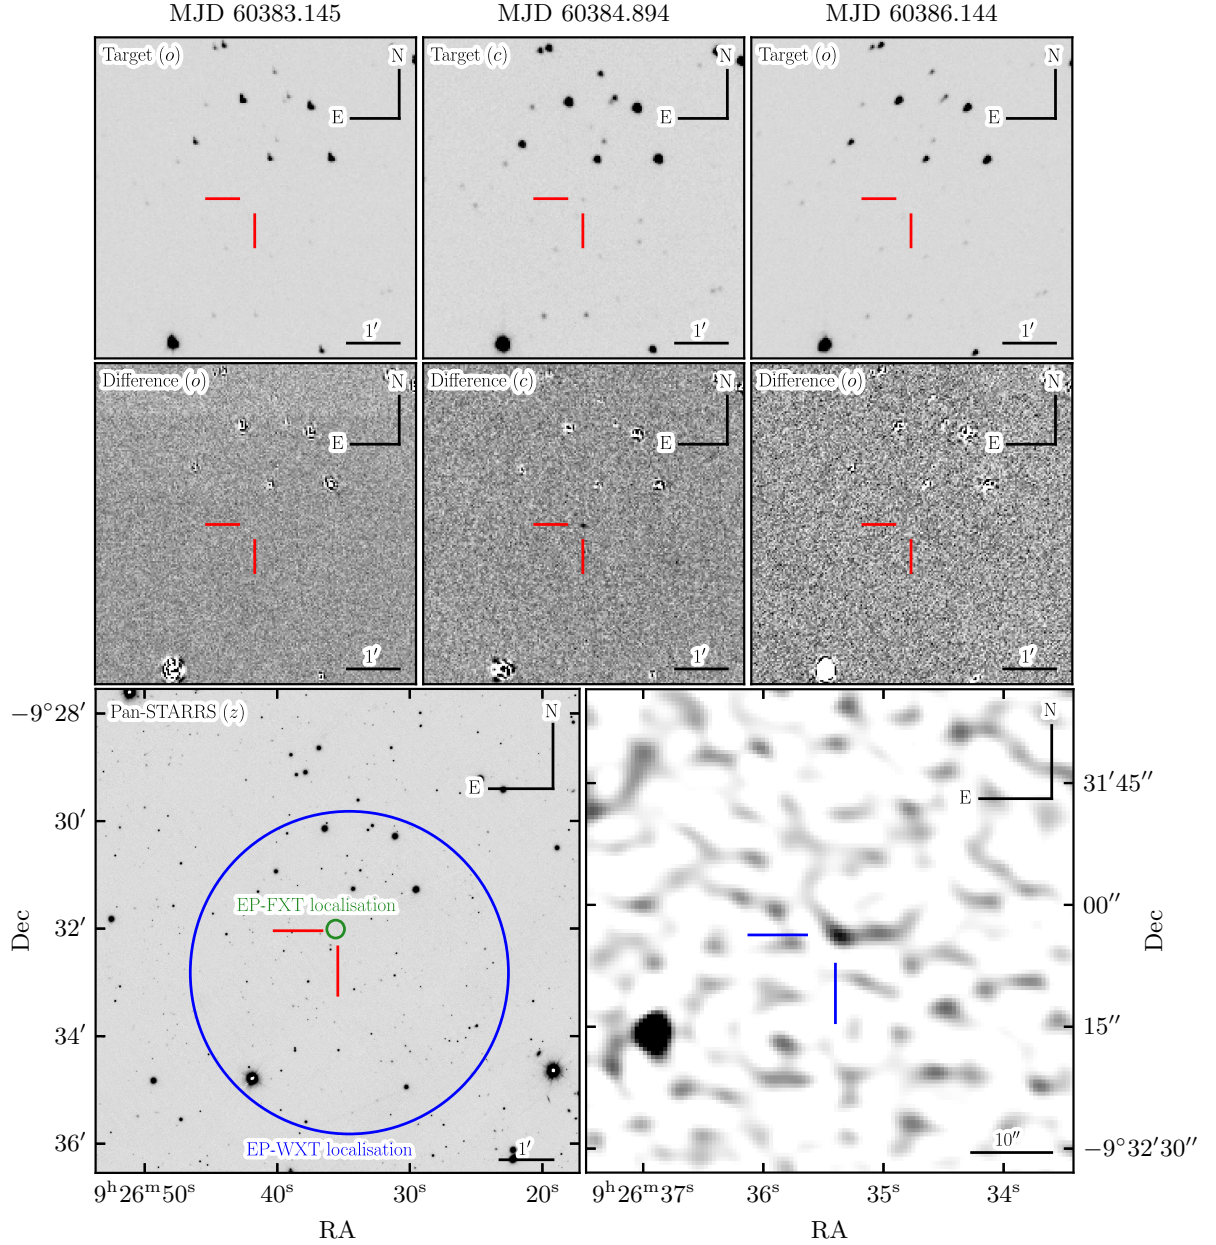 MJD 60383.145
MJD 60384.894
MJD 60386.144
Target (o)
N
E
1′
Target (c)
N
E
1′
Target (o)
N
E
1′
Difference (o)
N
E
1′
Difference (c)
N
E
1′
Difference (o)
N
E
1′
Pan-STARRS (z)
N
E
EP-FXT localisation
EP-WXT localisation
1′
−9°28′
30′
32′
34′
36′
Dec
9ʰ26ᵐ50ˢ
40ˢ
30ˢ
20ˢ
RA
N
E
10″
31′45″
00″
15″
−9°32′30″
Dec
9ʰ26ᵐ37ˢ
36ˢ
35ˢ
34ˢ
RA